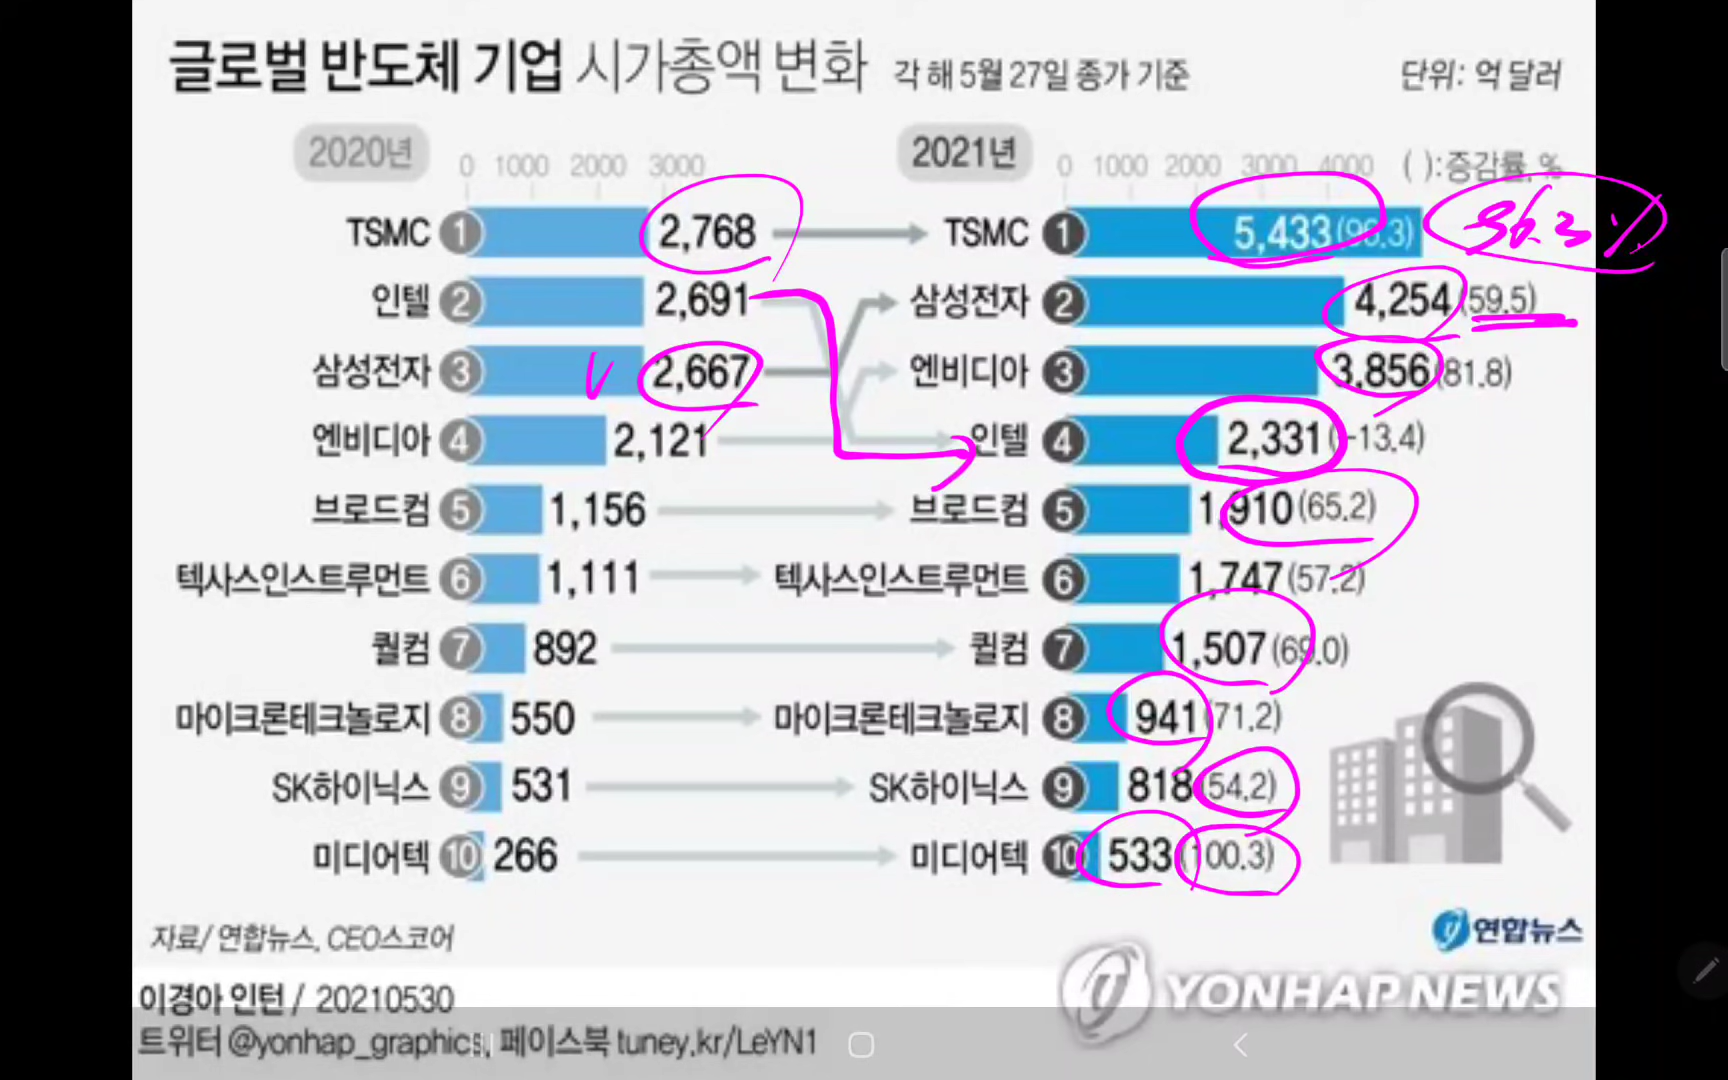 글로벌 반도체 기업 시가총액 변화 각 해 5월 27일 종가 기준 단위: 억 달러
2020년 0 1000 2000 3000
TSMC 1 2,768
인텔 2 2,691
삼성전자 3 2,667
엔비디아 4 2,121
브로드컴 5 1,156
텍사스인스트루먼트 6 1,111
퀄컴 7 892
마이크론테크놀로지 8 550
SK하이닉스 9 531
미디어텍 10 266
2021년 0 1000 2000 3000 4000 ( ):증감률, %
TSMC 1 5,433(96.3) 96.3%
삼성전자 2 4,254(59.5)
엔비디아 3 3,856(81.8)
인텔 4 2,331(-13.4)
브로드컴 5 1,910(65.2)
텍사스인스트루먼트 6 1,747(57.2)
퀄컴 7 1,507(69.0)
마이크론테크놀로지 8 941(71.2)
SK하이닉스 9 818(54.2)
미디어텍 10 533(100.3)
자료/ 연합뉴스, CEO스코어
연합뉴스
YONHAP NEWS
이경아 인턴 / 20210530
트위터 @yonhap_graphics, 페이스북 tuney.kr/LeYN1